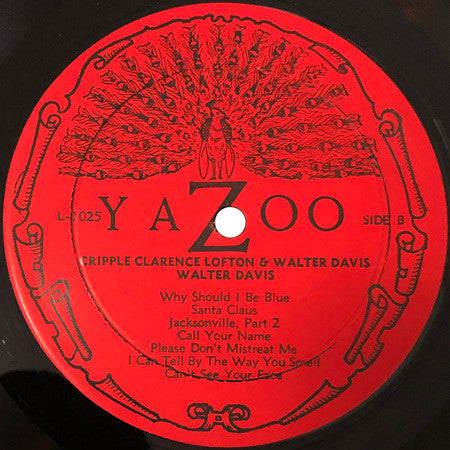 YAZOO
L-1025
SIDE B
CRIPPLE CLARENCE LOFTON & WALTER DAVIS
WALTER DAVIS
Why Should I Be Blue
Santa Claus
Jacksonville, Part 2
Call Your Name
Please Don't Mistreat Me
I Can Tell By The Way You Smell
Can't See Your Face